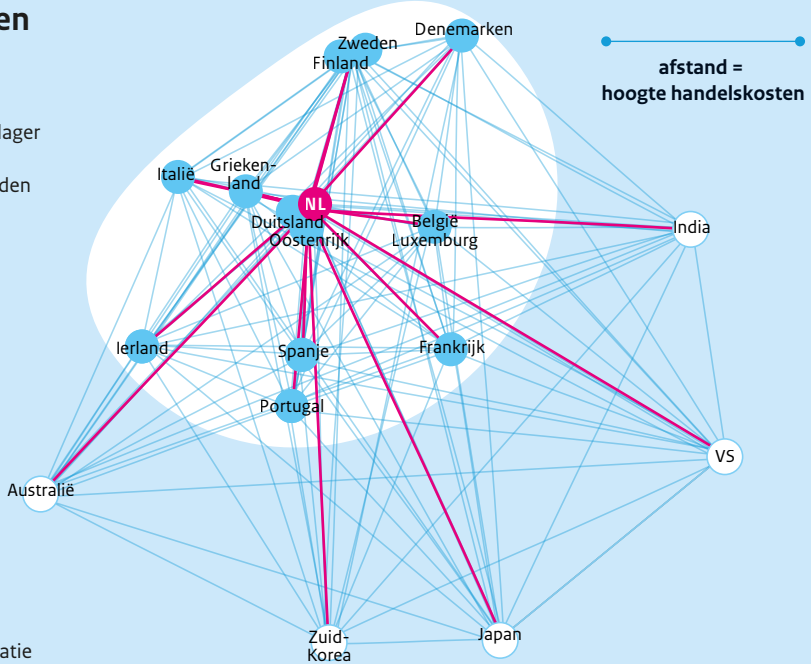 en
lager
den
atie
afstand =
hoogte handelskosten
Zweden
Finland
Denemarken
Italië
Grieken-
land
NL
Duitsland
Oostenrijk
België
Luxemburg
India
Ierland
Spanje
Frankrijk
Portugal
VS
Australië
Zuid-
Korea
Japan